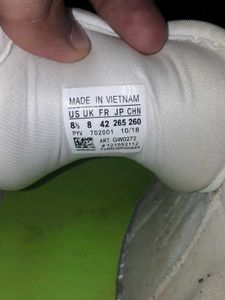 MADE IN VIETNAM
US UK FR JP CHN
8½ 8 42 265 260
PYV 702001 10/18
ART GW0272
#121552112